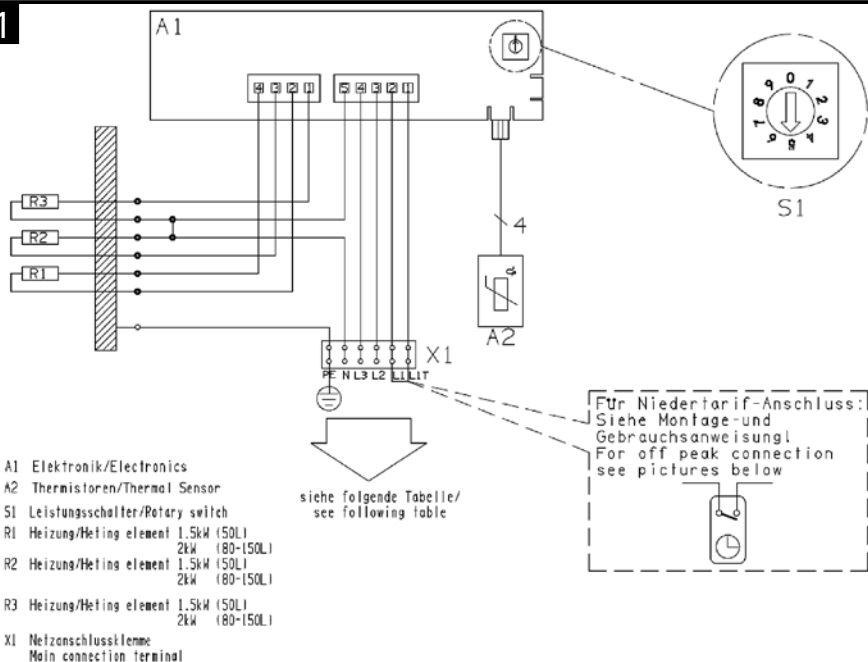 1
A1
4 3 2 1
5 4 3 2 1
9 0 1
8 2
7 3
6 5 4
S1
R3
R2
R1
4
ϑ
A2
X1
PE N L3 L2 L1 L1T
Für Niedertarif-Anschluss:
Siehe Montage-und
Gebrauchsanweisung!
For off peak connection
see pictures below
siehe folgende Tabelle/
see following table
A1 Elektronik/Electronics
A2 Thermistoren/Thermal Sensor
S1 Leistungsschalter/Rotary switch
R1 Heizung/Heting element 1.5kW (50L)
2kW (80-150L)
R2 Heizung/Heting element 1.5kW (50L)
2kW (80-150L)
R3 Heizung/Heting element 1.5kW (50L)
2kW (80-150L)
X1 Netzanschlussklemme
Main connection terminal